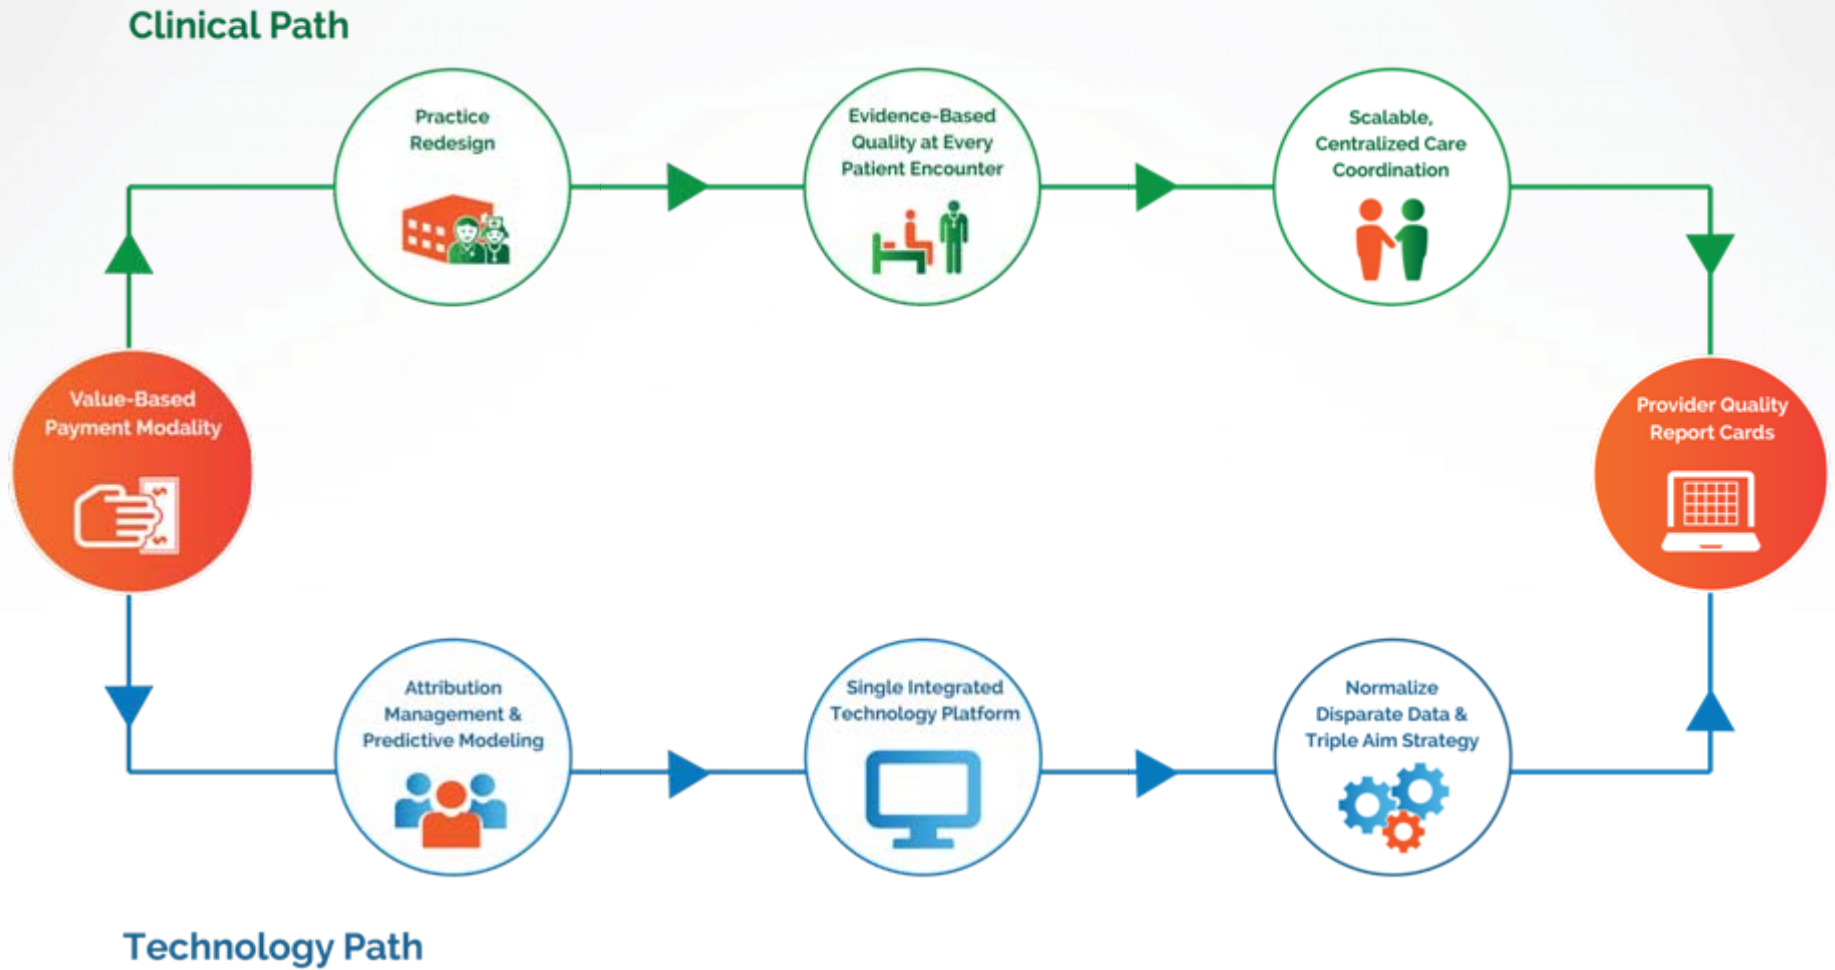 Clinical Path
Practice
Redesign
Evidence-Based
Quality at Every
Patient Encounter
Scalable,
Centralized Care
Coordination
Value-Based
Payment Modality
$
$
Provider Quality
Report Cards
Attribution
Management &
Predictive Modeling
Single Integrated
Technology Platform
Normalize
Disparate Data &
Triple Aim Strategy
Technology Path